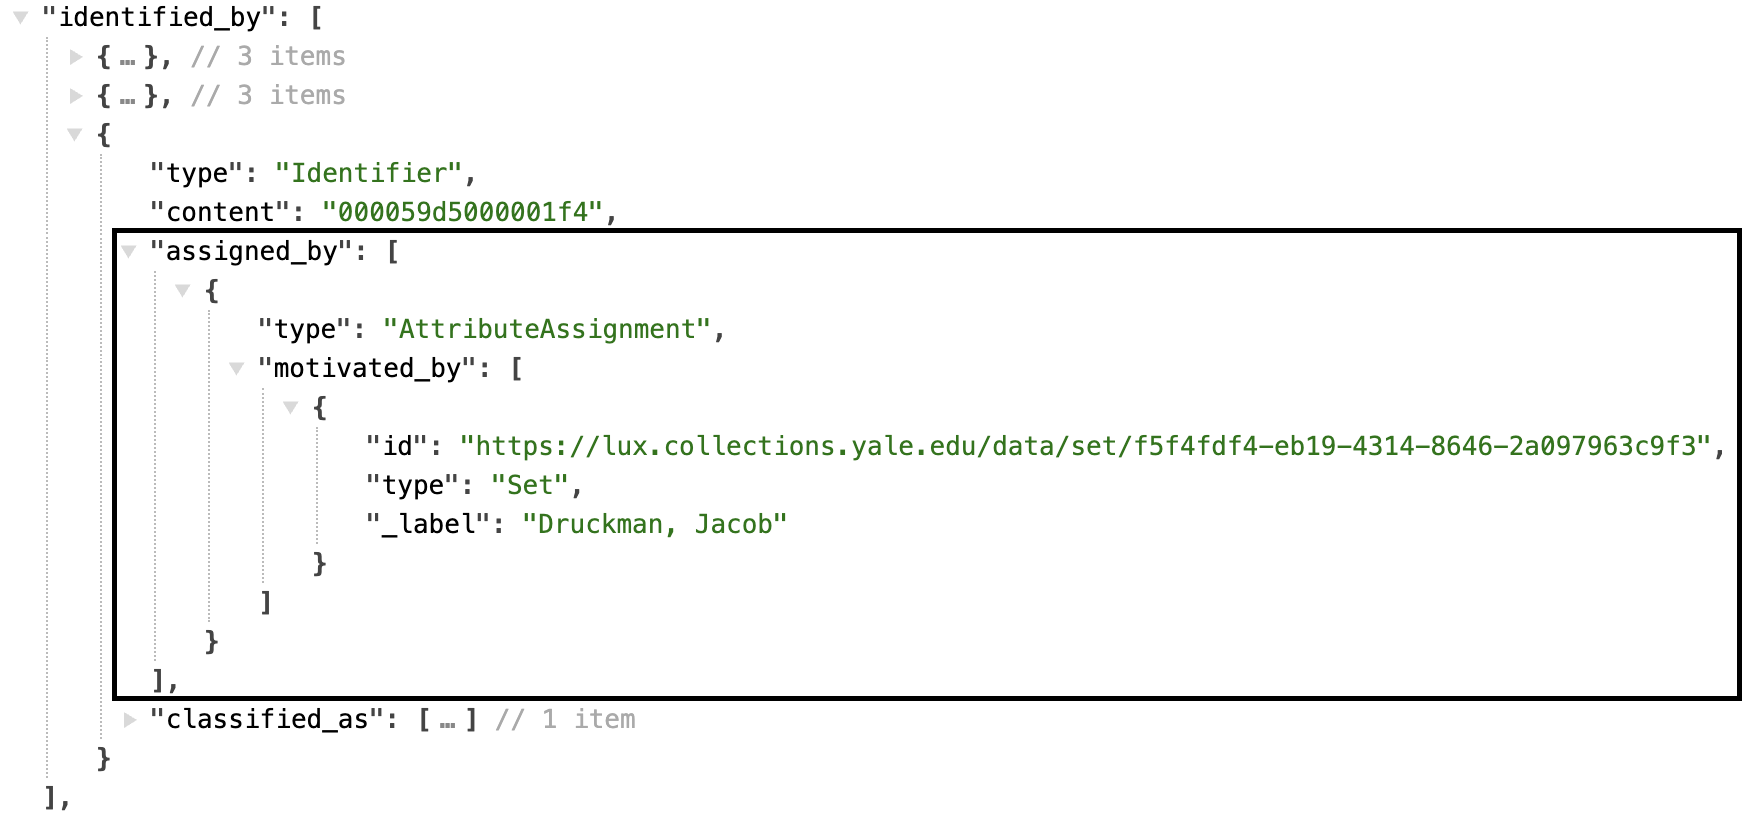 "identified_by": [
{ … }, // 3 items
{ … }, // 3 items
{
"type": "Identifier",
"content": "000059d5000001f4",
"assigned_by": [
{
"type": "AttributeAssignment",
"motivated_by": [
{
"id": "https://lux.collections.yale.edu/data/set/f5f4fdf4-eb19-4314-8646-2a097963c9f3",
"type": "Set",
"_label": "Druckman, Jacob"
}
]
}
],
"classified_as": [ … ] // 1 item
}
],